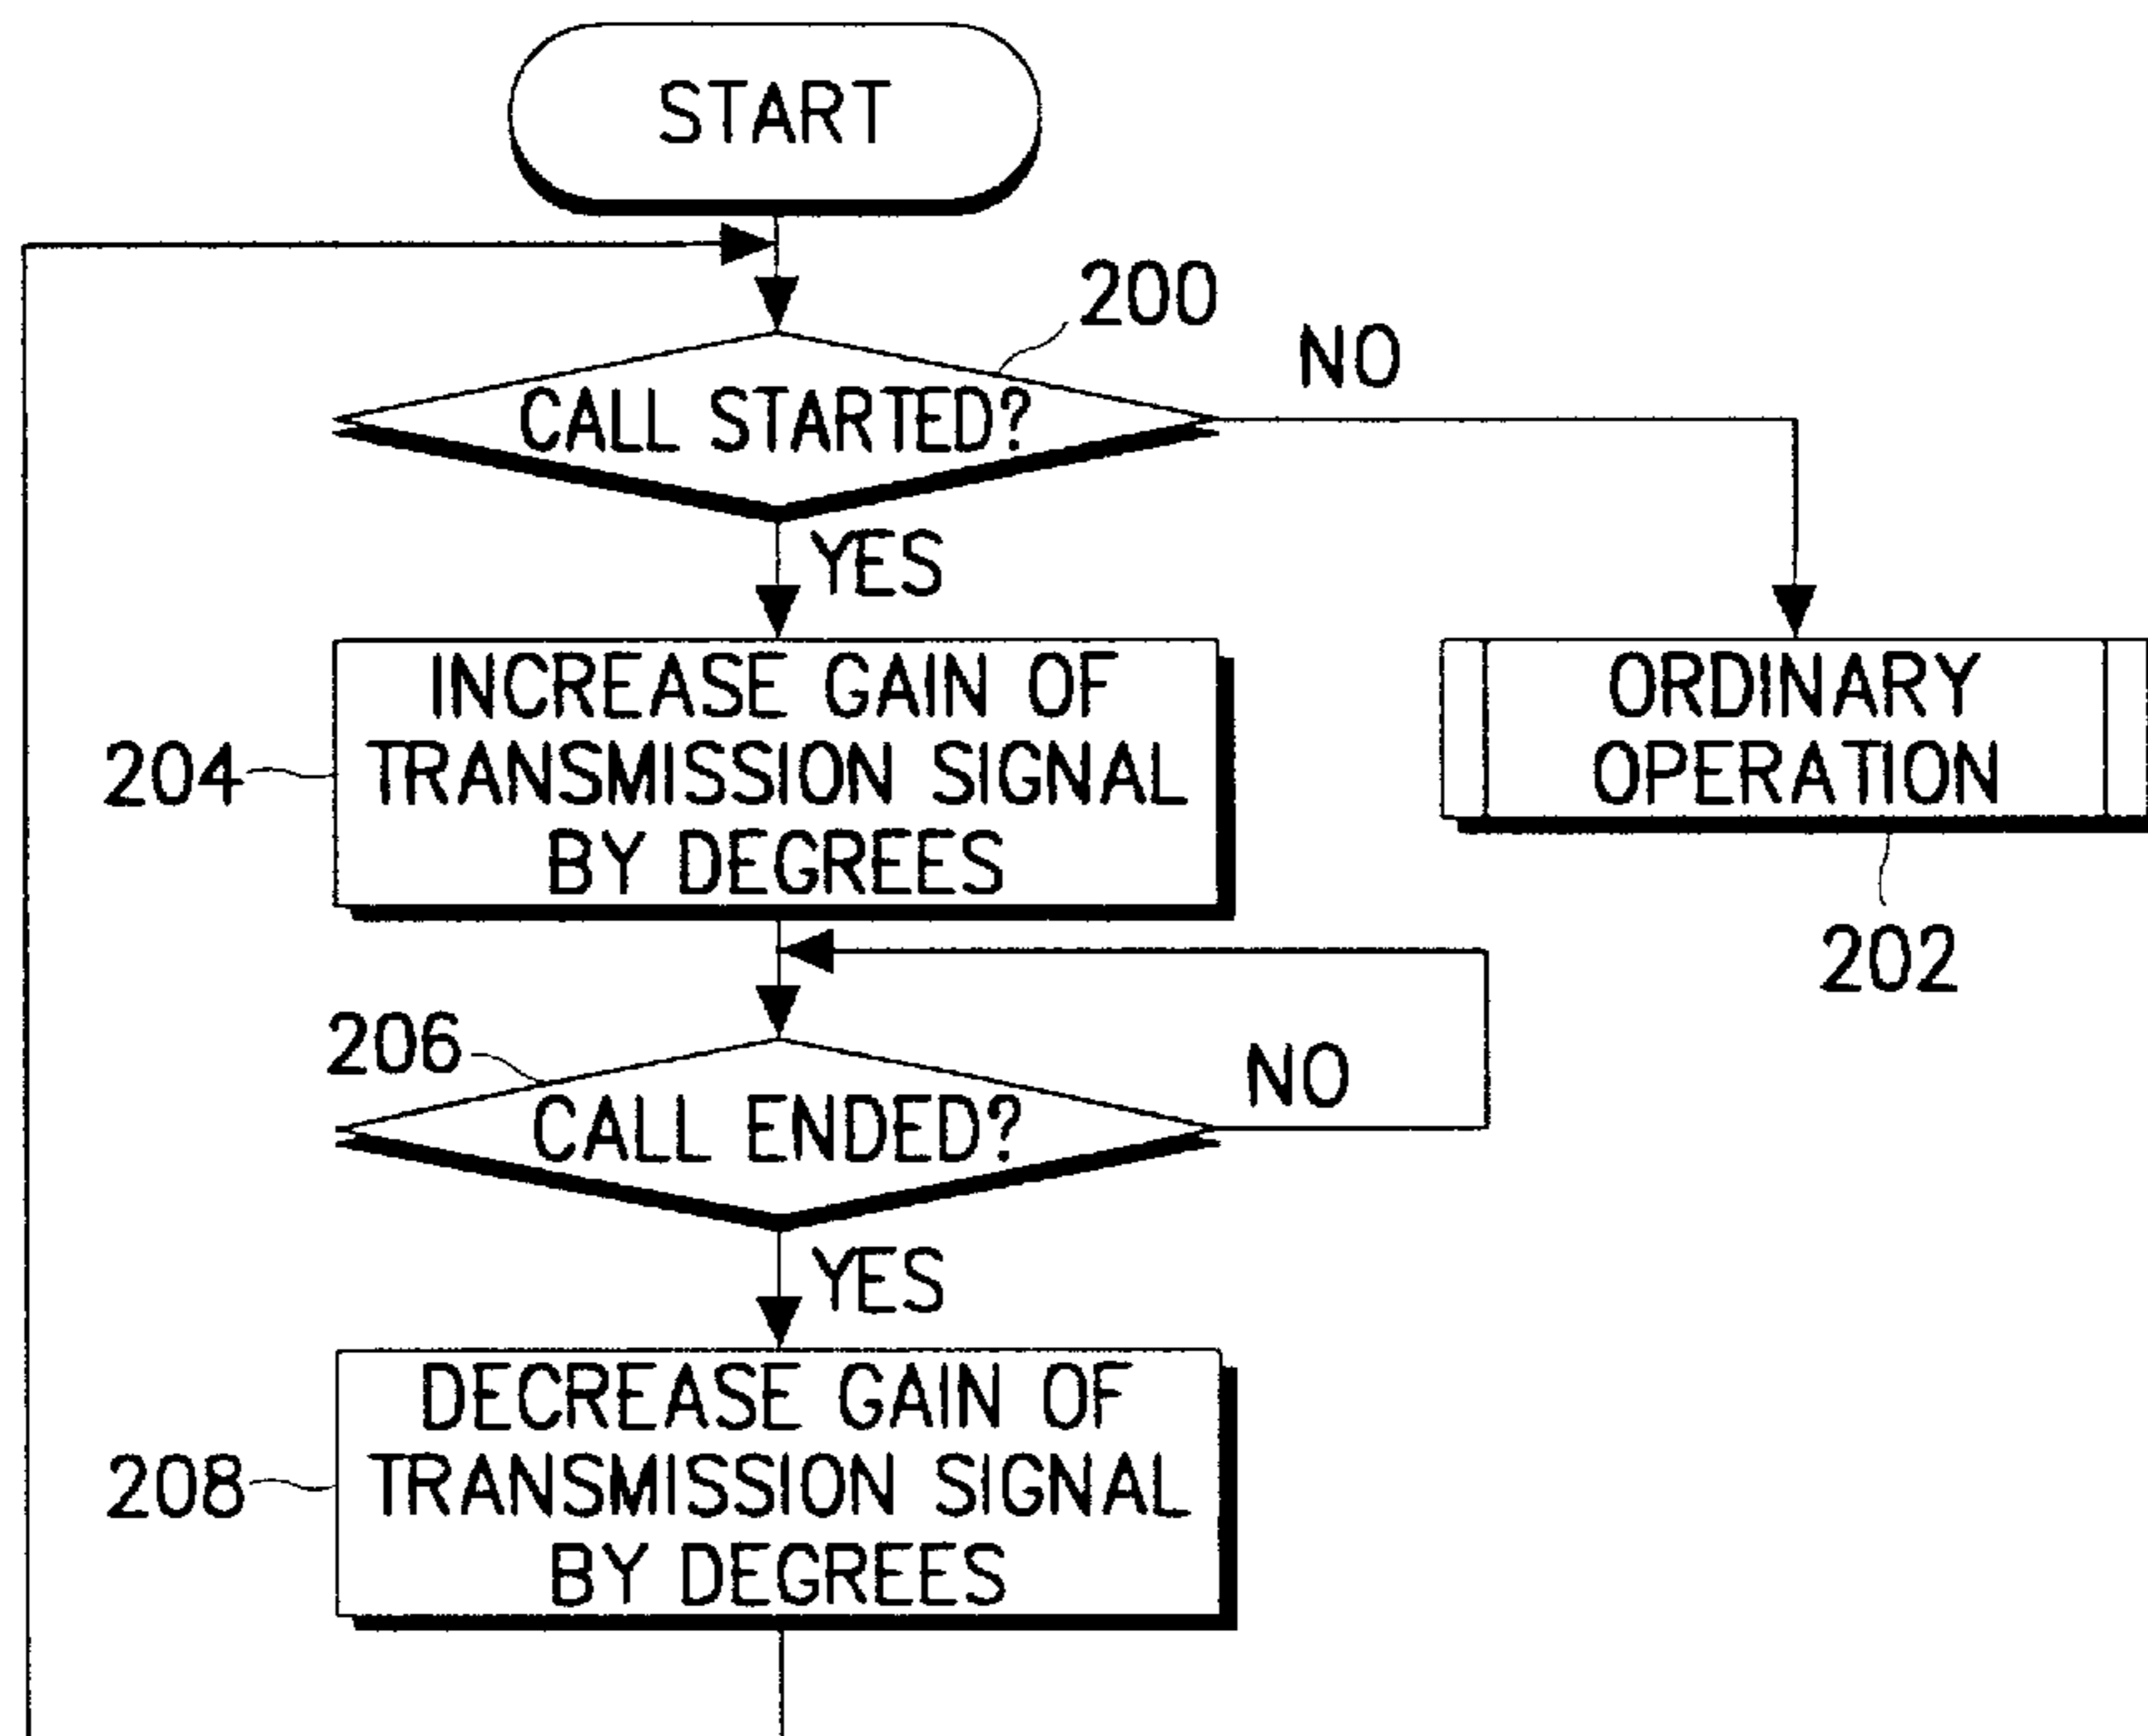 START
200
NO
CALL STARTED?
YES
INCREASE GAIN OF
TRANSMISSION SIGNAL
BY DEGREES
204
ORDINARY
OPERATION
202
206
NO
CALL ENDED?
YES
DECREASE GAIN OF
TRANSMISSION SIGNAL
BY DEGREES
208